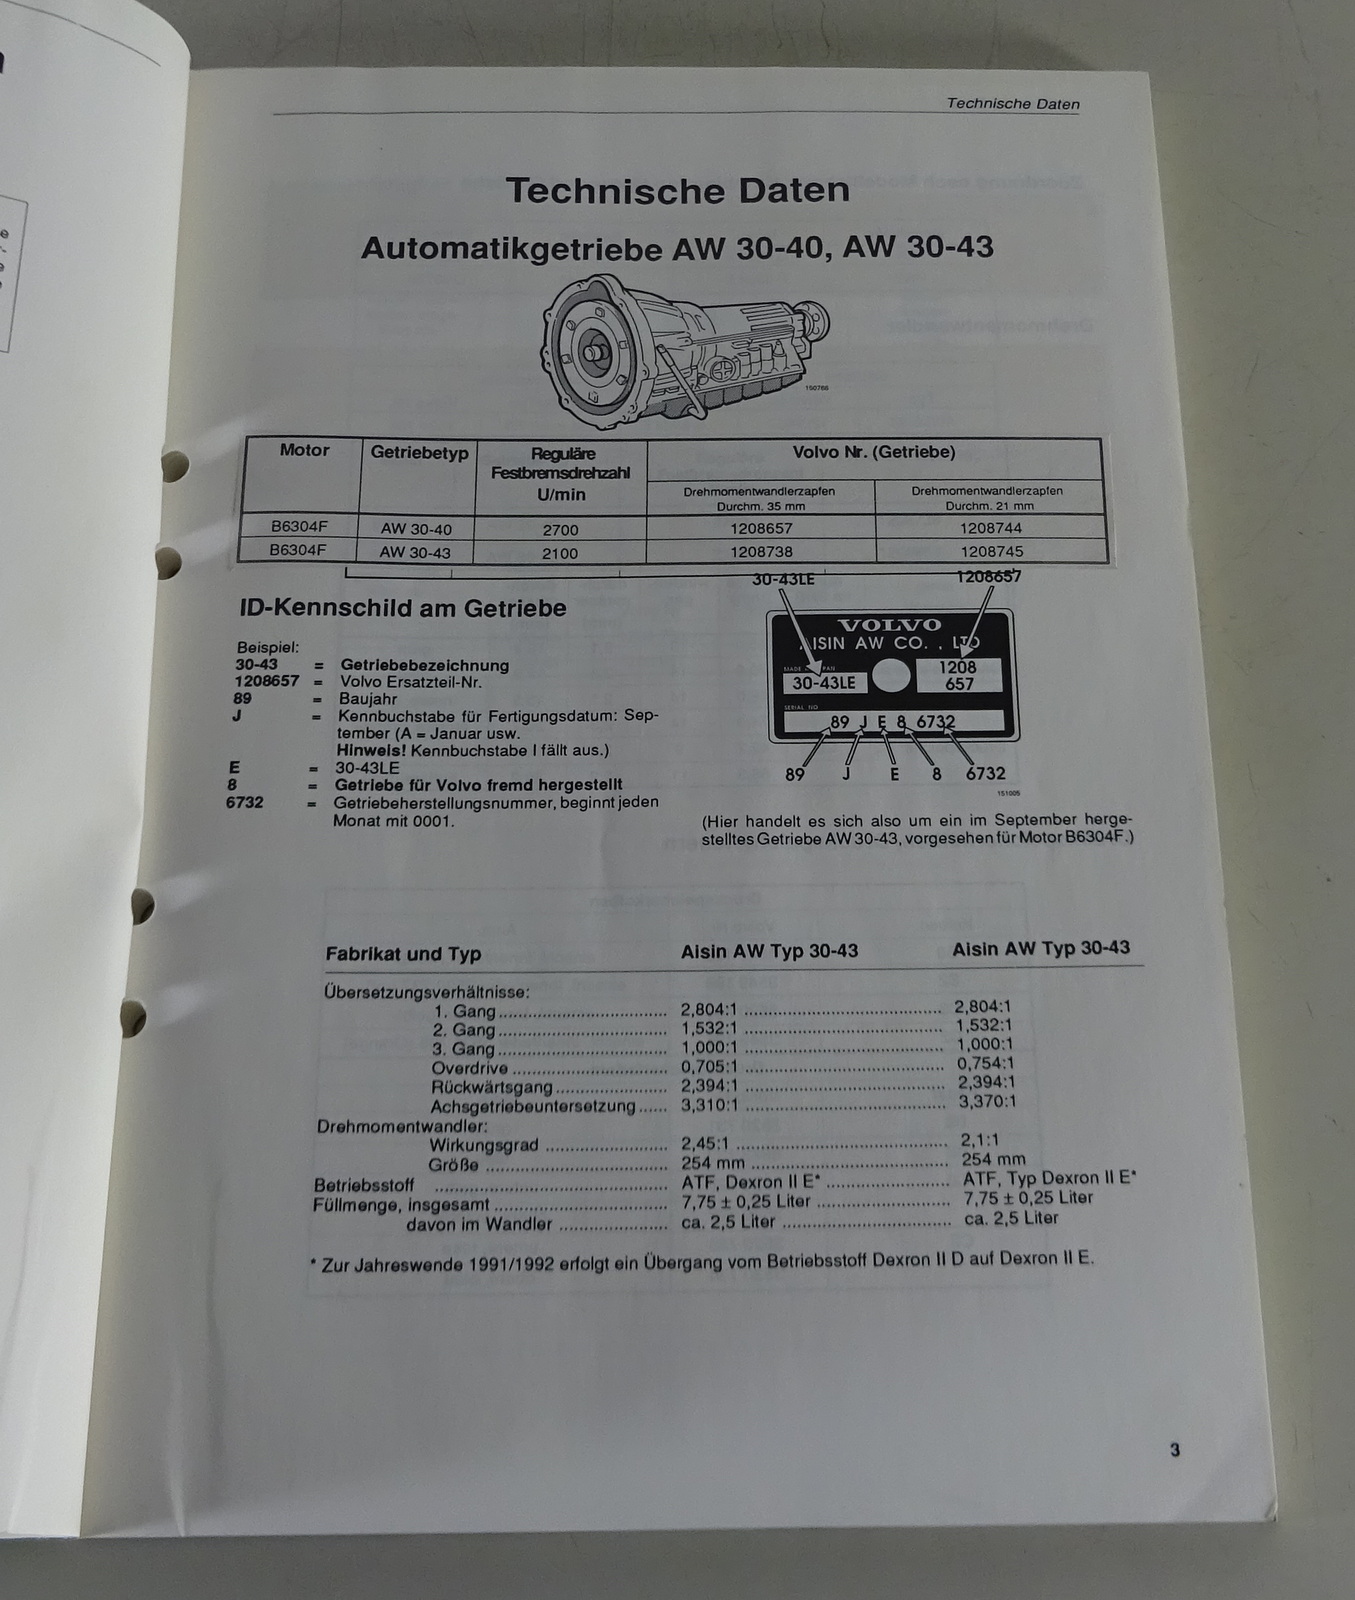 Technische Daten
Technische Daten
Automatikgetriebe AW 30-40, AW 30-43
150766
Motor Getriebetyp Reguläre Festbremsdrehzahl U/min Volvo Nr. (Getriebe)
Drehmomentwandlerzapfen Durchm. 35 mm Drehmomentwandlerzapfen Durchm. 21 mm
B6304F AW 30-40 2700 1208657 1208744
B6304F AW 30-43 2100 1208738 1208745
30-43LE 1208657
ID-Kennschild am Getriebe
Beispiel:
30-43 = Getriebebezeichnung
1208657 = Volvo Ersatzteil-Nr.
89 = Baujahr
J = Kennbuchstabe für Fertigungsdatum: Sep-
tember (A = Januar usw.
Hinweis! Kennbuchstabe I fällt aus.)
E = 30-43LE
8 = Getriebe für Volvo fremd hergestellt
6732 = Getriebeherstellungsnummer, beginnt jeden
Monat mit 0001.
VOLVO
AISIN AW CO., LTD
30-43LE
1208
657
SERIAL NO
89 J E 8 6732
89 J E 8 6732
151005
(Hier handelt es sich also um ein im September herge-
stelltes Getriebe AW 30-43, vorgesehen für Motor B6304F.)
Fabrikat und Typ Aisin AW Typ 30-43 Aisin AW Typ 30-43
Übersetzungsverhältnisse:
1. Gang 2,804:1 2,804:1
2. Gang 1,532:1 1,532:1
3. Gang 1,000:1 1,000:1
Overdrive 0,705:1 0,754:1
Rückwärtsgang 2,394:1 2,394:1
Achsgetriebeuntersetzung 3,310:1 3,370:1
Drehmomentwandler:
Wirkungsgrad 2,45:1 2,1:1
Größe 254 mm 254 mm
Betriebsstoff ATF, Dexron II E* ATF, Typ Dexron II E*
Füllmenge, insgesamt 7,75 ± 0,25 Liter 7,75 ± 0,25 Liter
davon im Wandler ca. 2,5 Liter ca. 2,5 Liter
* Zur Jahreswende 1991/1992 erfolgt ein Übergang vom Betriebsstoff Dexron II D auf Dexron II E.
3